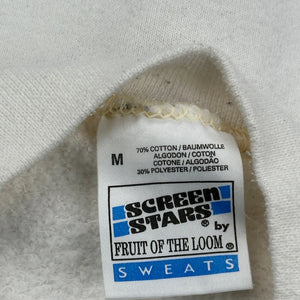 M
70% COTTON / BAUMWOLLE
ALGODON / COTON
COTONE / ALGODÃO
30% POLYESTER / POLIESTER
SCREEN
STARS®
by
FRUIT OF THE LOOM®
SWEATS